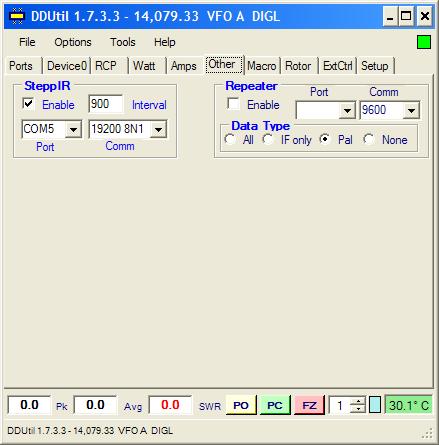 DDUtil 1.7.3.3 - 14,079.33 VFO A DIGL
File Options Tools Help
Ports Device0 RCP Watt Amps Other Macro Rotor ExtCtrl Setup
SteppIR
Enable 900 Interval
COM5 19200 8N1
Port Comm
Repeater
Port Comm
Enable 9600
Data Type
All IF only Pal None
0.0 Pk 0.0 Avg 0.0 SWR PO PC FZ 1 30.1° C
DDUtil 1.7.3.3 - 14,079.33 VFO A DIGL